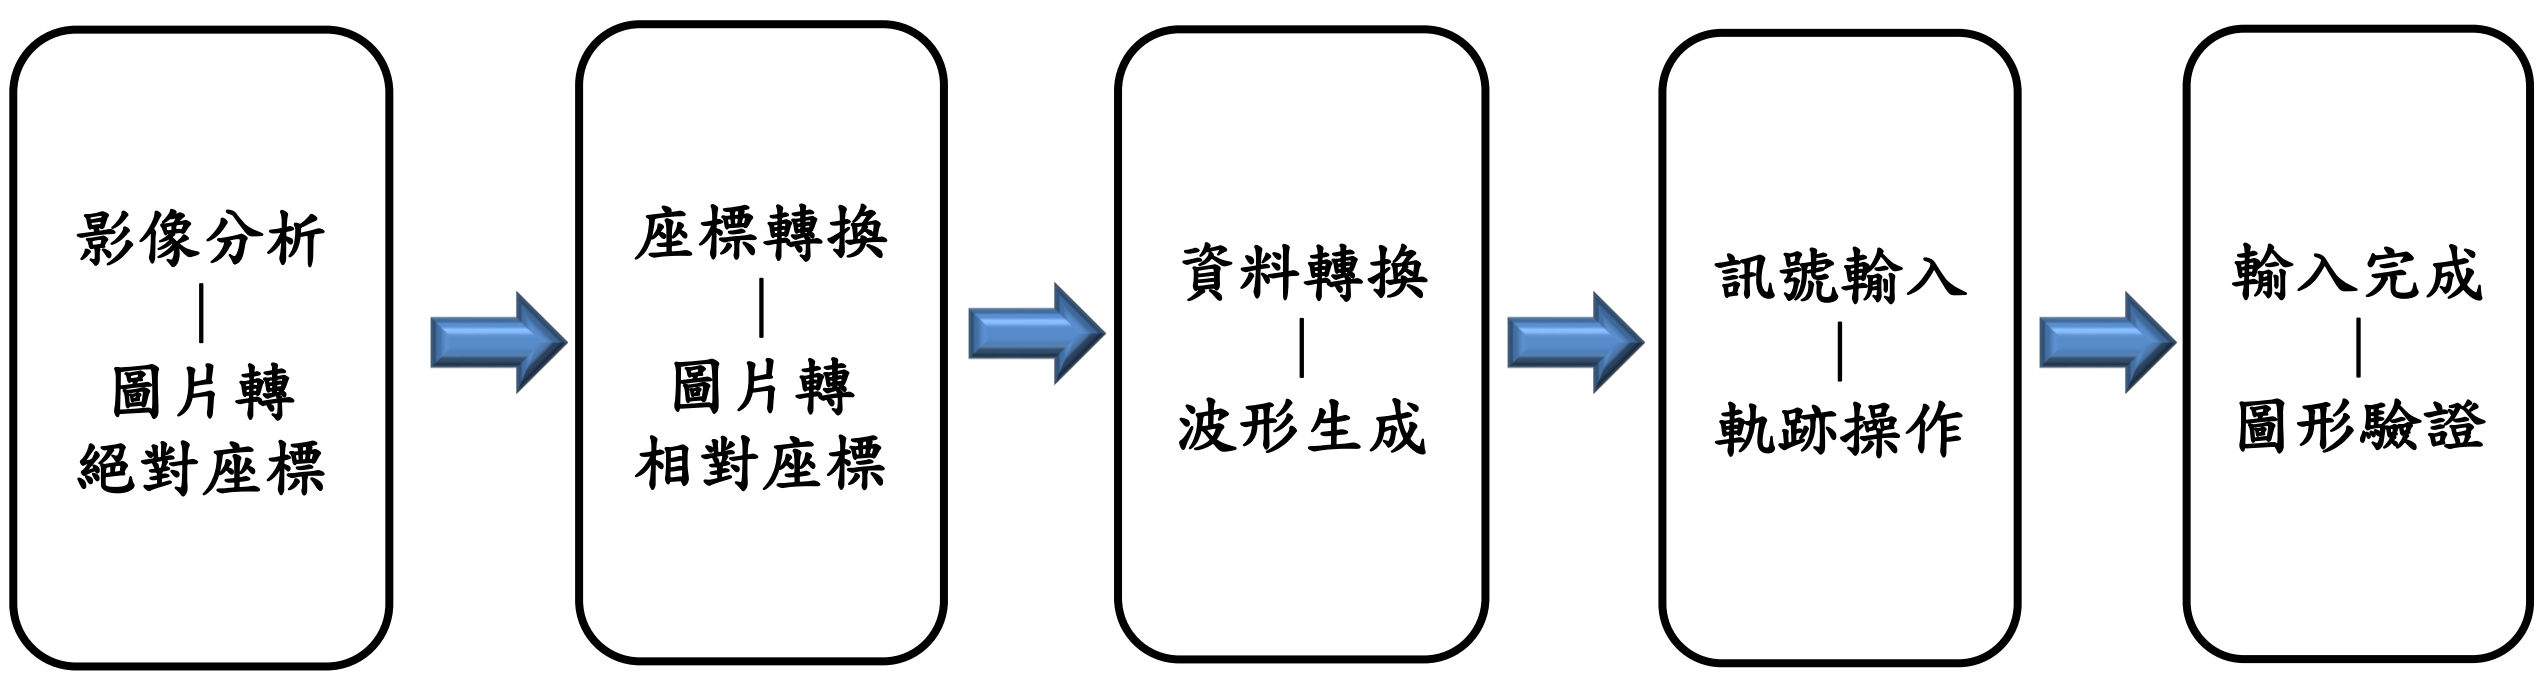 影像分析
|
圖片轉
絕對座標
座標轉換
|
圖片轉
相對座標
資料轉換
|
波形生成
訊號輸入
|
軌跡操作
輸入完成
|
圖形驗證